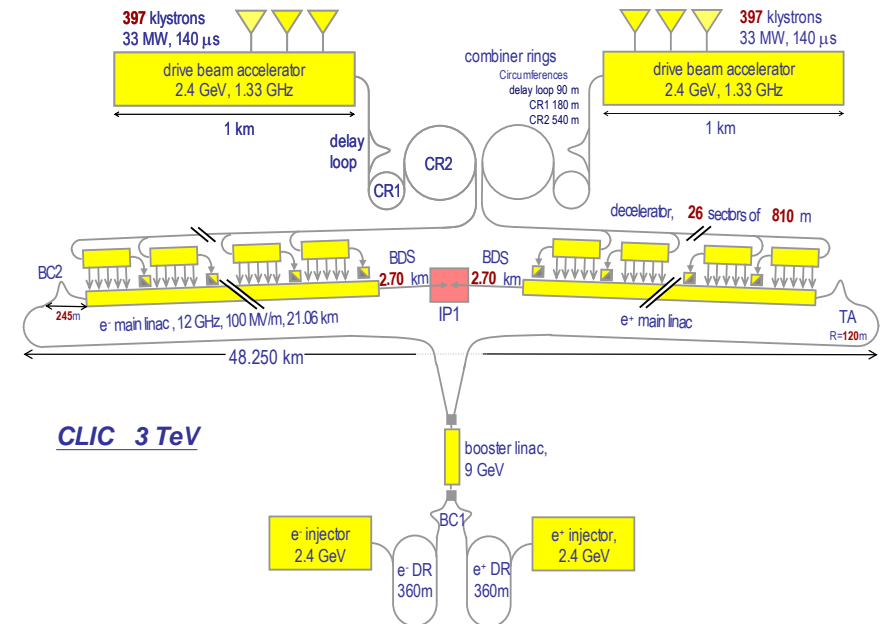 397 klystrons
33 MW, 140 µs
397 klystrons
33 MW, 140 µs
combiner rings
Circumferences
delay loop 90 m
CR1 180 m
CR2 540 m
drive beam accelerator
2.4 GeV, 1.33 GHz
drive beam accelerator
2.4 GeV, 1.33 GHz
1 km
1 km
delay
loop
CR2
CR1
decelerator, 26 sectors of 810 m
BC2
BDS
2.70 km
BDS
2.70 km
IP1
245m
e- main linac , 12 GHz, 100 MV/m, 21.06 km
e+ main linac
TA
R=120m
48.250 km
CLIC 3 TeV
booster linac,
9 GeV
BC1
e- injector
2.4 GeV
e+ injector,
2.4 GeV
e- DR
360m
e+ DR
360m